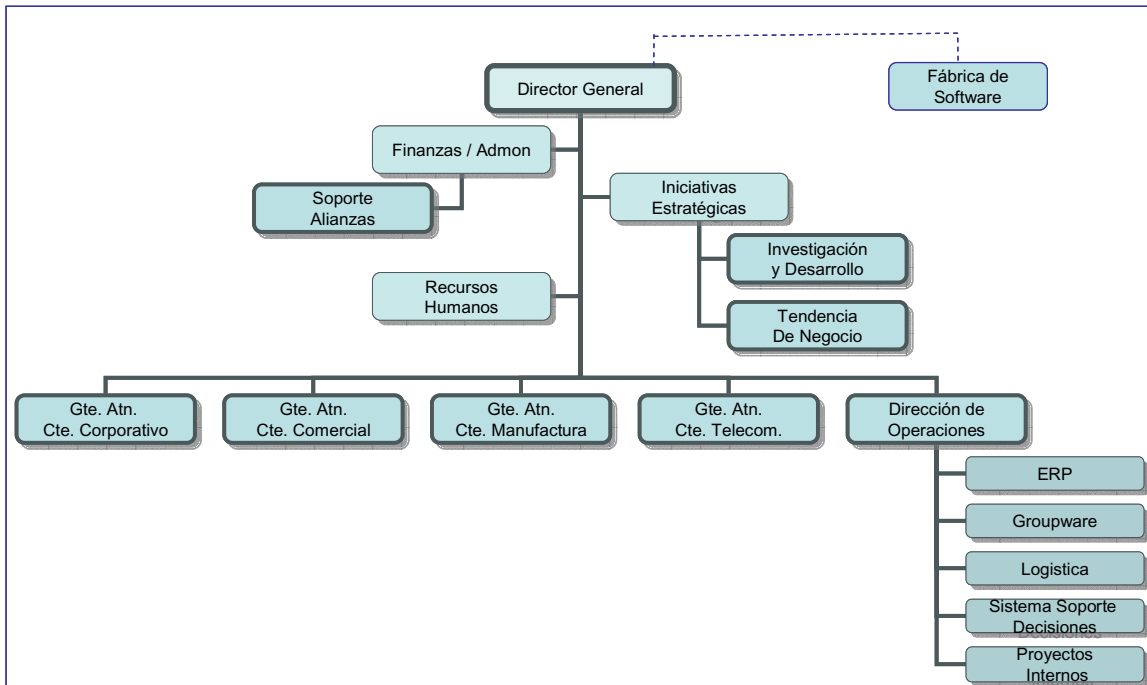 Director General
Fábrica de
Software
Finanzas / Admon
Soporte
Alianzas
Iniciativas
Estratégicas
Investigación
y Desarrollo
Recursos
Humanos
Tendencia
De Negocio
Gte. Atn.
Cte. Corporativo
Gte. Atn.
Cte. Comercial
Gte. Atn.
Cte. Manufactura
Gte. Atn.
Cte. Telecom.
Dirección de
Operaciones
ERP
Groupware
Logistica
Sistema Soporte
Decisiones
Proyectos
Internos